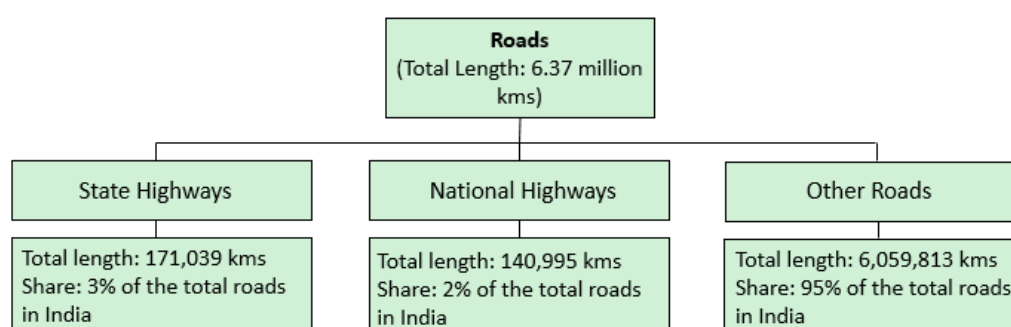 Roads
(Total Length: 6.37 million
kms)
State Highways
National Highways
Other Roads
Total length: 171,039 kms
Share: 3% of the total roads
in India
Total length: 140,995 kms
Share: 2% of the total roads
in India
Total length: 6,059,813 kms
Share: 95% of the total roads
in India